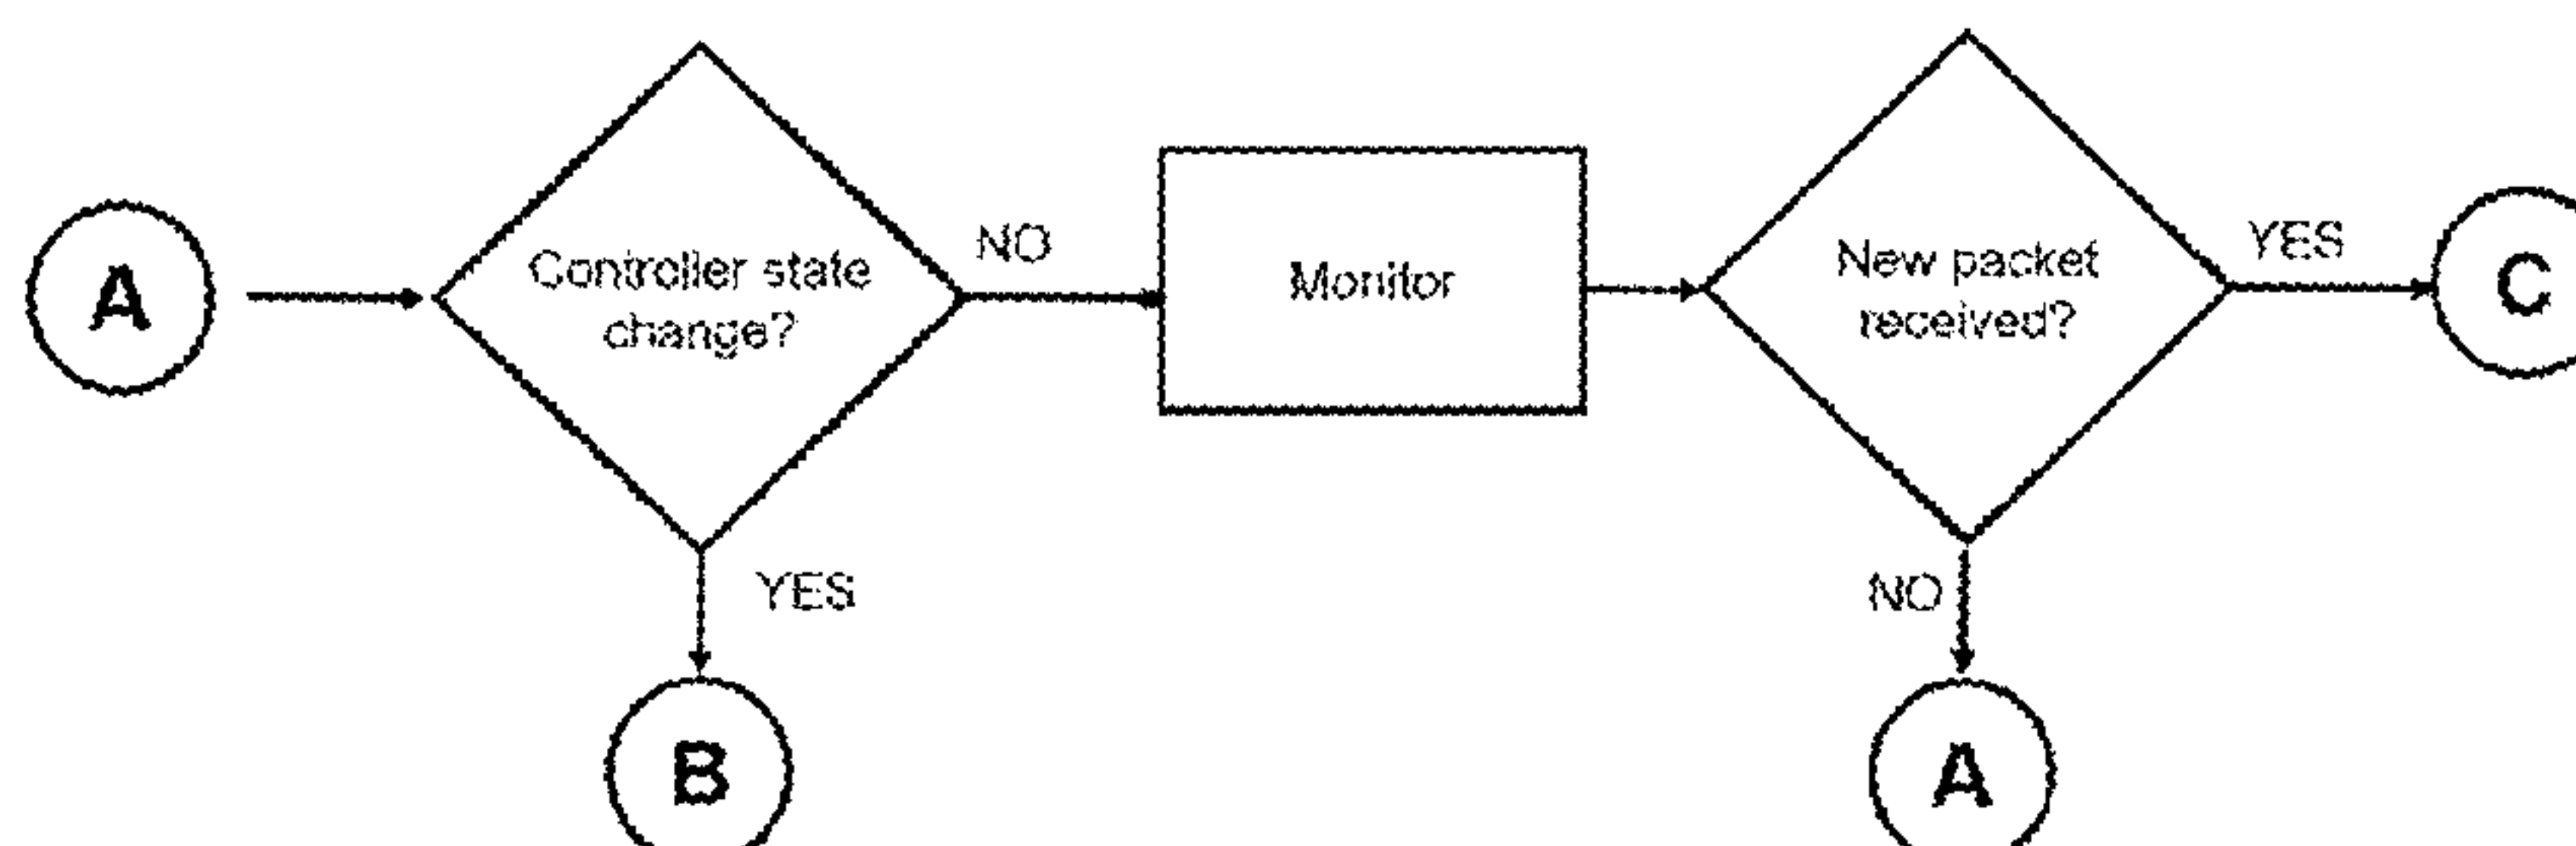 A
Controller state
change?
NO
YES
B
Monitor
New packet
received?
YES
C
NO
A